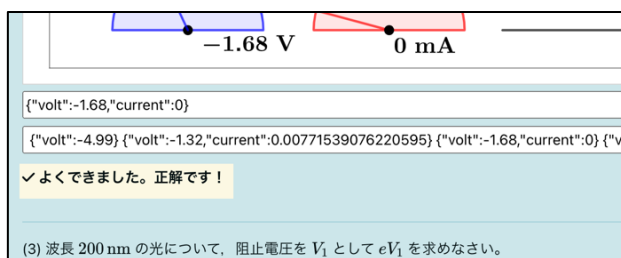 −1.68 V
0 mA
{"volt":-1.68,"current":0}
{"volt":-4.99} {"volt":-1.32,"current":0.00771539076220595} {"volt":-1.68,"current":0} {"v
✓ よくできました。正解です！
(3) 波長 200 nm の光について，阻止電圧を V₁ として eV₁ を求めなさい。